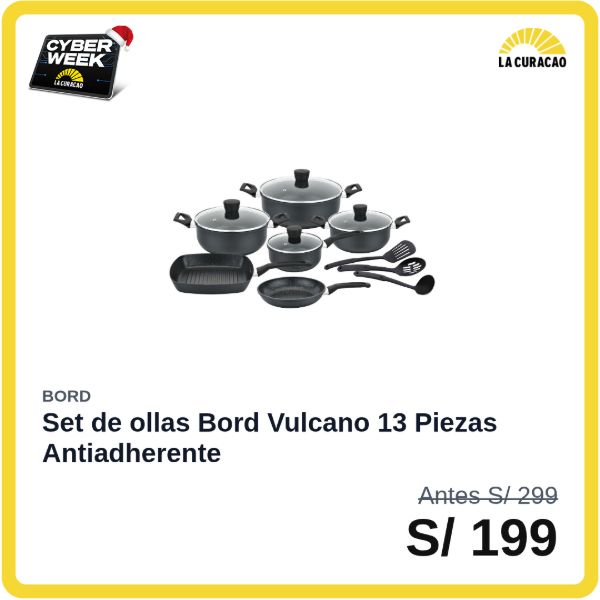 CYBER
WEEK
LA CURACAO
LA CURACAO
BORD
Set de ollas Bord Vulcano 13 Piezas
Antiadherente
Antes S/ 299
S/ 199